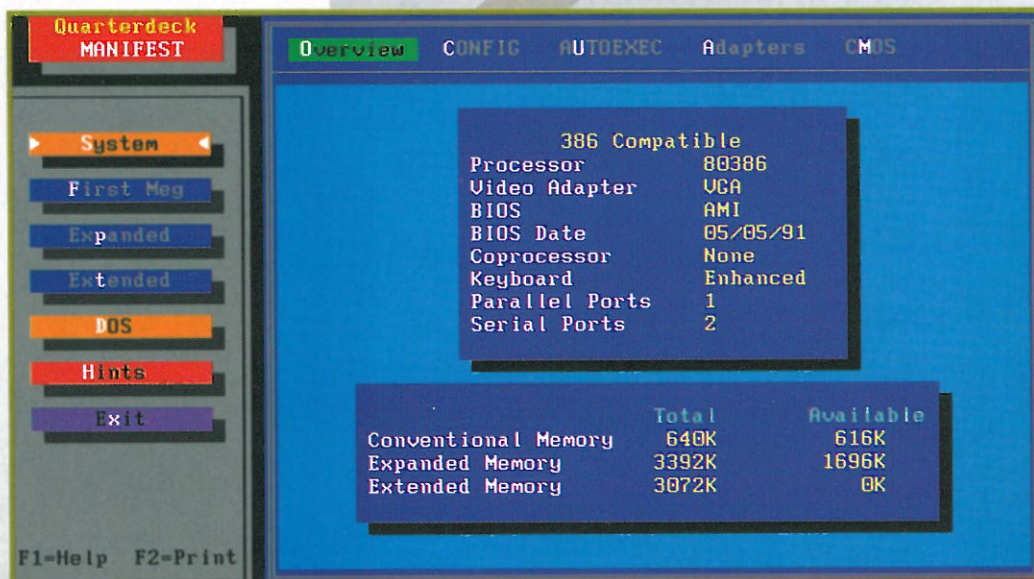 Quarterdeck
MANIFEST
Overview CONFIG AUTOEXEC Adapters CMOS
System
First Meg
Expanded
Extended
DOS
Hints
Exit
F1=Help F2=Print
386 Compatible
Processor 80386
Video Adapter VGA
BIOS AMI
BIOS Date 05/05/91
Coprocessor None
Keyboard Enhanced
Parallel Ports 1
Serial Ports 2
Total Available
Conventional Memory 640K 616K
Expanded Memory 3392K 1696K
Extended Memory 3072K 0K